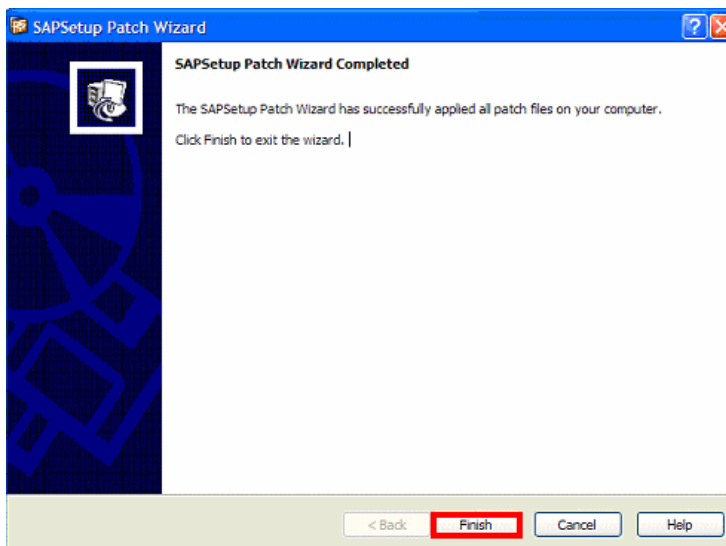 SAPSetup Patch Wizard
SAPSetup Patch Wizard Completed
The SAPSetup Patch Wizard has successfully applied all patch files on your computer.
Click Finish to exit the wizard.
< Back Finish Cancel Help